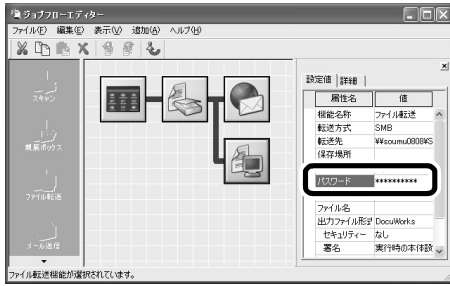 ジョブフローエディター
ファイル(F) 編集(E) 表示(V) 追加(A) ヘルプ(H)
スキャン
親展ボックス
ファイル転送
メール送信
設定値 詳細
属性名 値
機能名称 ファイル転送
転送方式 SMB
転送先 ¥¥soumu0808¥S
保存場所
パスワード **********
ファイル名
出力ファイル形式 DocuWorks
セキュリティー なし
署名 実行時の本体設
ファイル転送機能が選択されています。